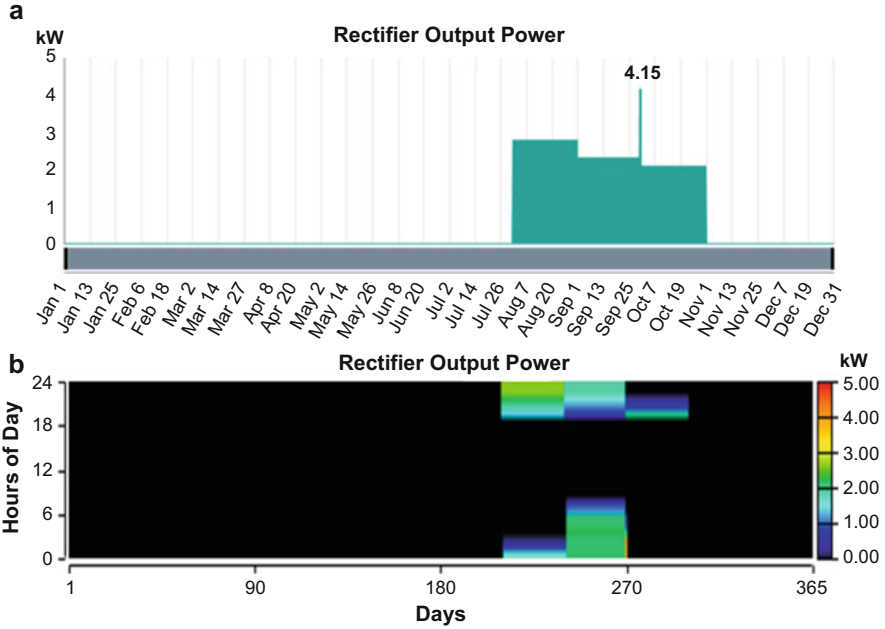 a
Rectifier Output Power
kW
5
4
3
2
1
0
4.15
Jan 1 Jan 13 Jan 25 Feb 6 Feb 18 Mar 2 Mar 14 Mar 27 Apr 8 Apr 20 May 2 May 14 May 26 Jun 8 Jun 20 Jul 2 Jul 14 Jul 26 Aug 7 Aug 20 Sep 1 Sep 13 Sep 25 Oct 7 Oct 19 Nov 1 Nov 13 Nov 25 Dec 7 Dec 19 Dec 31
b
Rectifier Output Power
kW
Hours of Day
24
18
12
6
0
5.00
4.00
3.00
2.00
1.00
0.00
1 90 180 270 365
Days